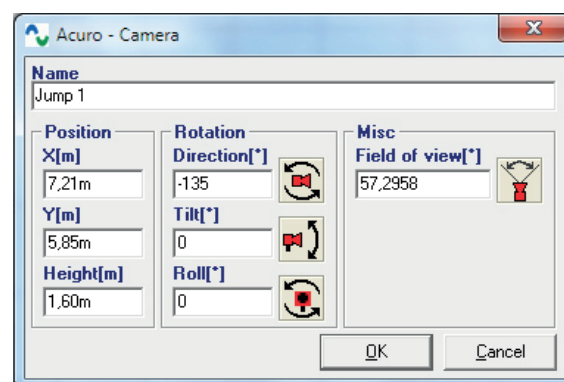 Acuro - Camera
x
Name
Jump 1
Position
X[m]
7,21m
Y[m]
5,85m
Height[m]
1,60m
Rotation
Direction[°]
-135
Tilt[°]
0
Roll[°]
0
Misc
Field of view[°]
57,2958
OK
Cancel